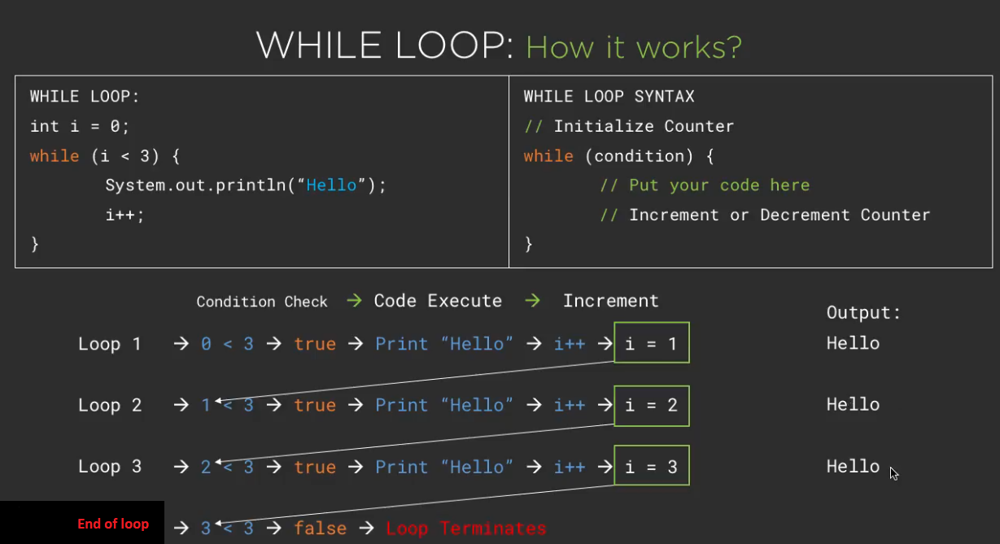 WHILE LOOP: How it works?
WHILE LOOP:
int i = 0;
while (i < 3) {
System.out.println(“Hello”);
i++;
}
WHILE LOOP SYNTAX
// Initialize Counter
while (condition) {
// Put your code here
// Increment or Decrement Counter
}
Condition Check → Code Execute → Increment
Output:
Loop 1 → 0 < 3 → true → Print “Hello” → i++ → i = 1 Hello
Loop 2 → 1 < 3 → true → Print “Hello” → i++ → i = 2 Hello
Loop 3 → 2 < 3 → true → Print “Hello” → i++ → i = 3 Hello
End of loop → 3 < 3 → false → Loop Terminates